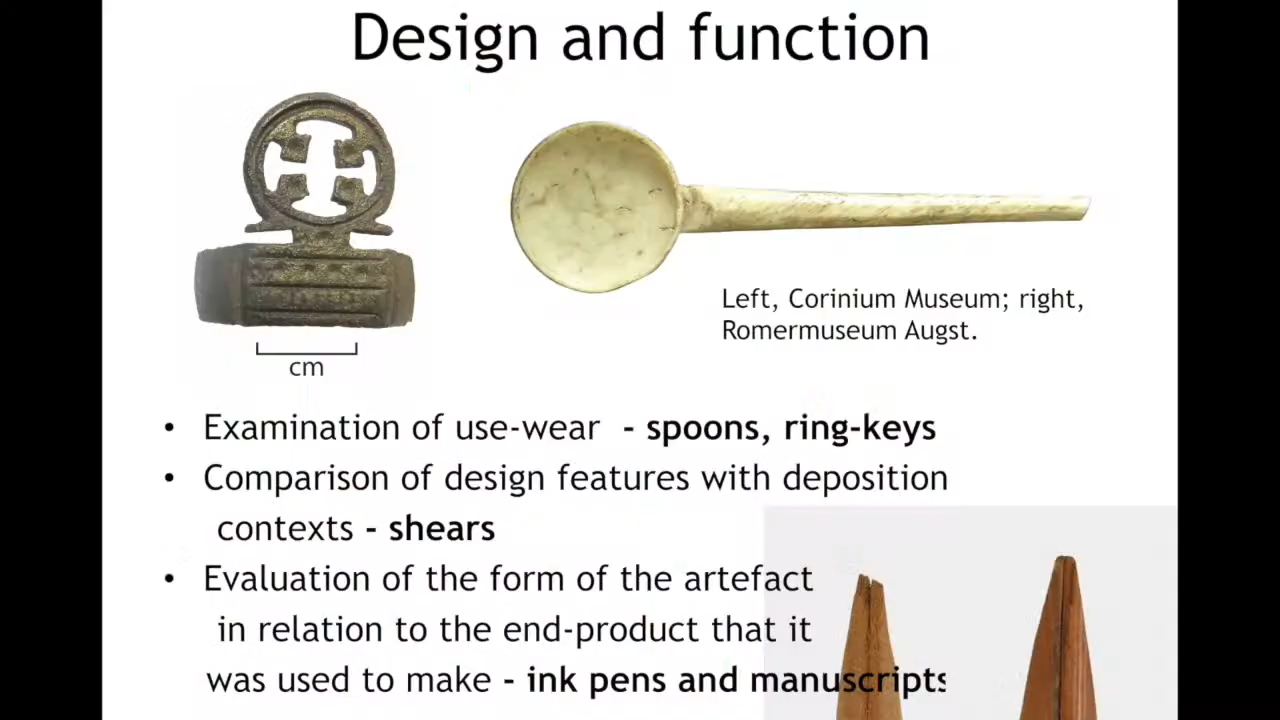 Design and function
Left, Corinium Museum; right,
Romermuseum Augst.
cm
• Examination of use-wear - spoons, ring-keys
• Comparison of design features with deposition
contexts - shears
• Evaluation of the form of the artefact
in relation to the end-product that it
was used to make - ink pens and manuscripts